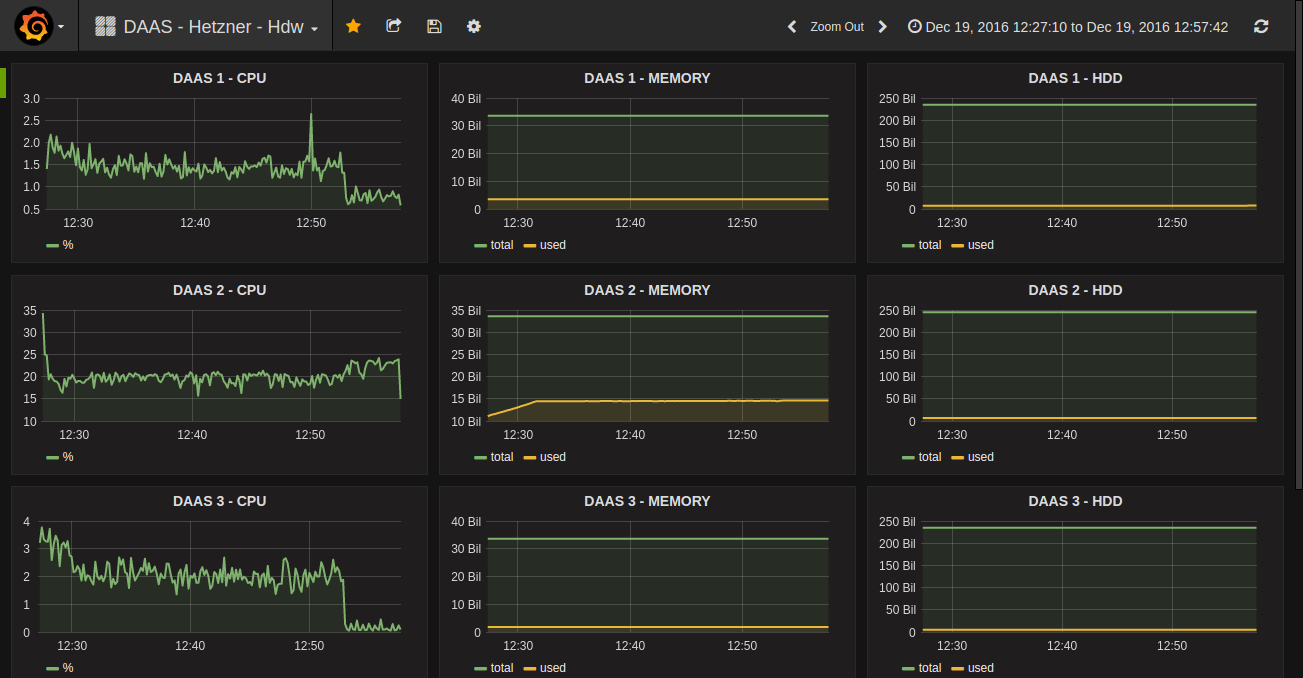 DAAS - Hetzner - Hdw
Zoom Out
Dec 19, 2016 12:27:10 to Dec 19, 2016 12:57:42
DAAS 1 - CPU
3.0
2.5
2.0
1.5
1.0
0.5
12:30 12:40 12:50
%
DAAS 1 - MEMORY
40 Bil
30 Bil
20 Bil
10 Bil
0
12:30 12:40 12:50
total used
DAAS 1 - HDD
250 Bil
200 Bil
150 Bil
100 Bil
50 Bil
0
12:30 12:40 12:50
total used
DAAS 2 - CPU
35
30
25
20
15
10
12:30 12:40 12:50
%
DAAS 2 - MEMORY
35 Bil
30 Bil
25 Bil
20 Bil
15 Bil
10 Bil
12:30 12:40 12:50
total used
DAAS 2 - HDD
250 Bil
200 Bil
150 Bil
100 Bil
50 Bil
0
12:30 12:40 12:50
total used
DAAS 3 - CPU
4
3
2
1
0
12:30 12:40 12:50
%
DAAS 3 - MEMORY
40 Bil
30 Bil
20 Bil
10 Bil
0
12:30 12:40 12:50
total used
DAAS 3 - HDD
250 Bil
200 Bil
150 Bil
100 Bil
50 Bil
0
12:30 12:40 12:50
total used